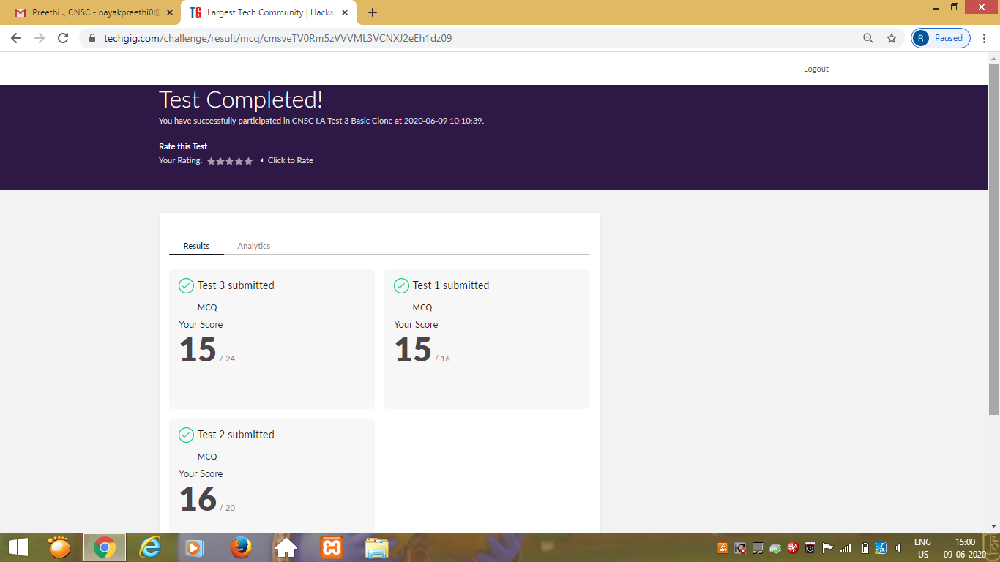 Preethi ., CNSC - nayakpreethi0@
TG Largest Tech Community | Hacka
techgig.com/challenge/result/mcq/cmsveTV0Rm5zVVVML3VCNXJ2eEh1dz09
R Paused
Logout
Test Completed!
You have successfully participated in CNSC I.A Test 3 Basic Clone at 2020-06-09 10:10:39.
Rate this Test
Your Rating: Click to Rate
Results Analytics
Test 3 submitted
MCQ
Your Score
15 / 24
Test 1 submitted
MCQ
Your Score
15 / 16
Test 2 submitted
MCQ
Your Score
16 / 20
ENG
US
15:00
09-06-2020